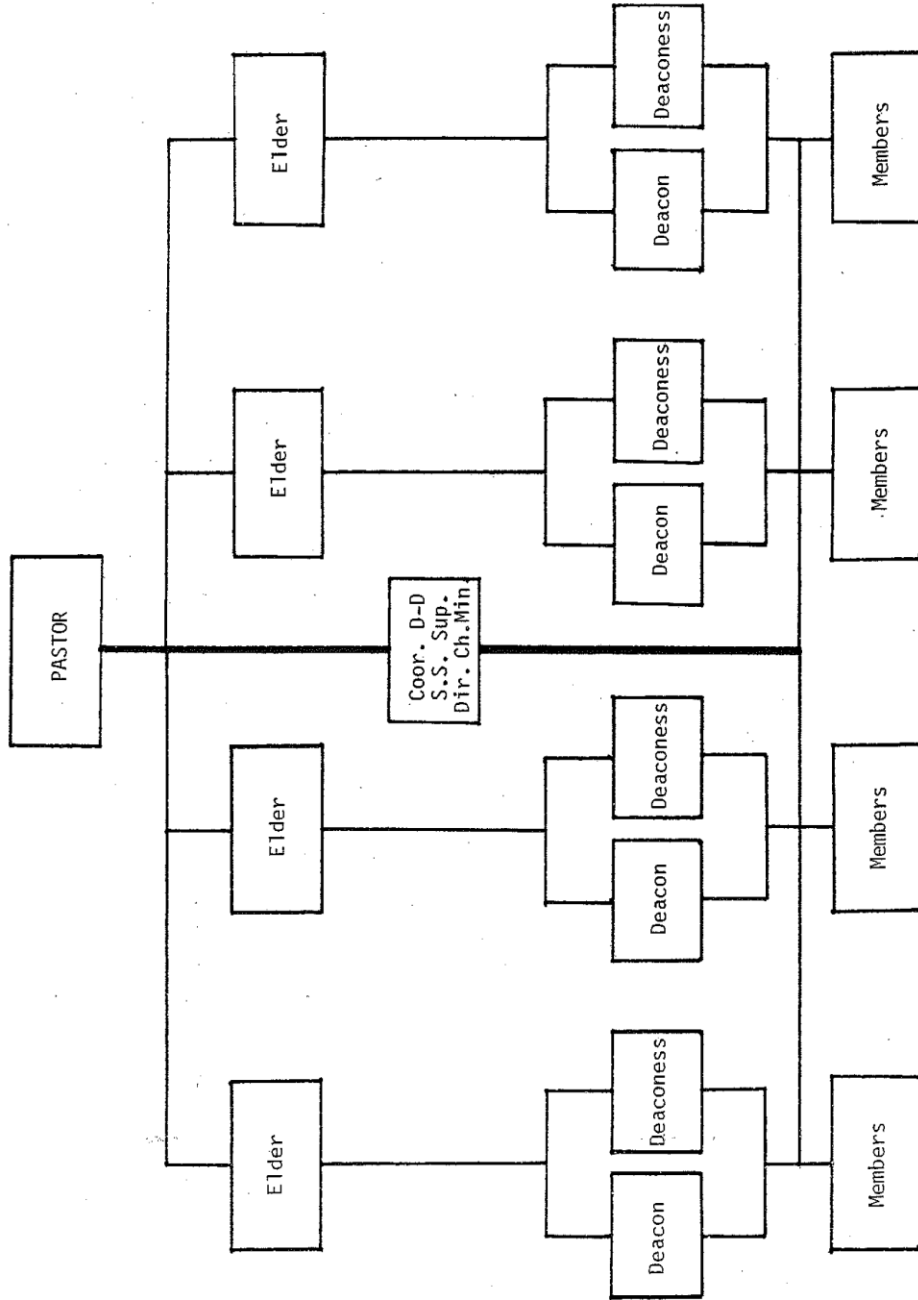 PASTOR
Elder
Elder
Elder
Elder
Coor. D-D
S.S. Sup.
Dir. Ch.Min.
Deacon
Deaconess
Deacon
Deaconess
Deacon
Deaconess
Deacon
Deaconess
Members
Members
Members
Members